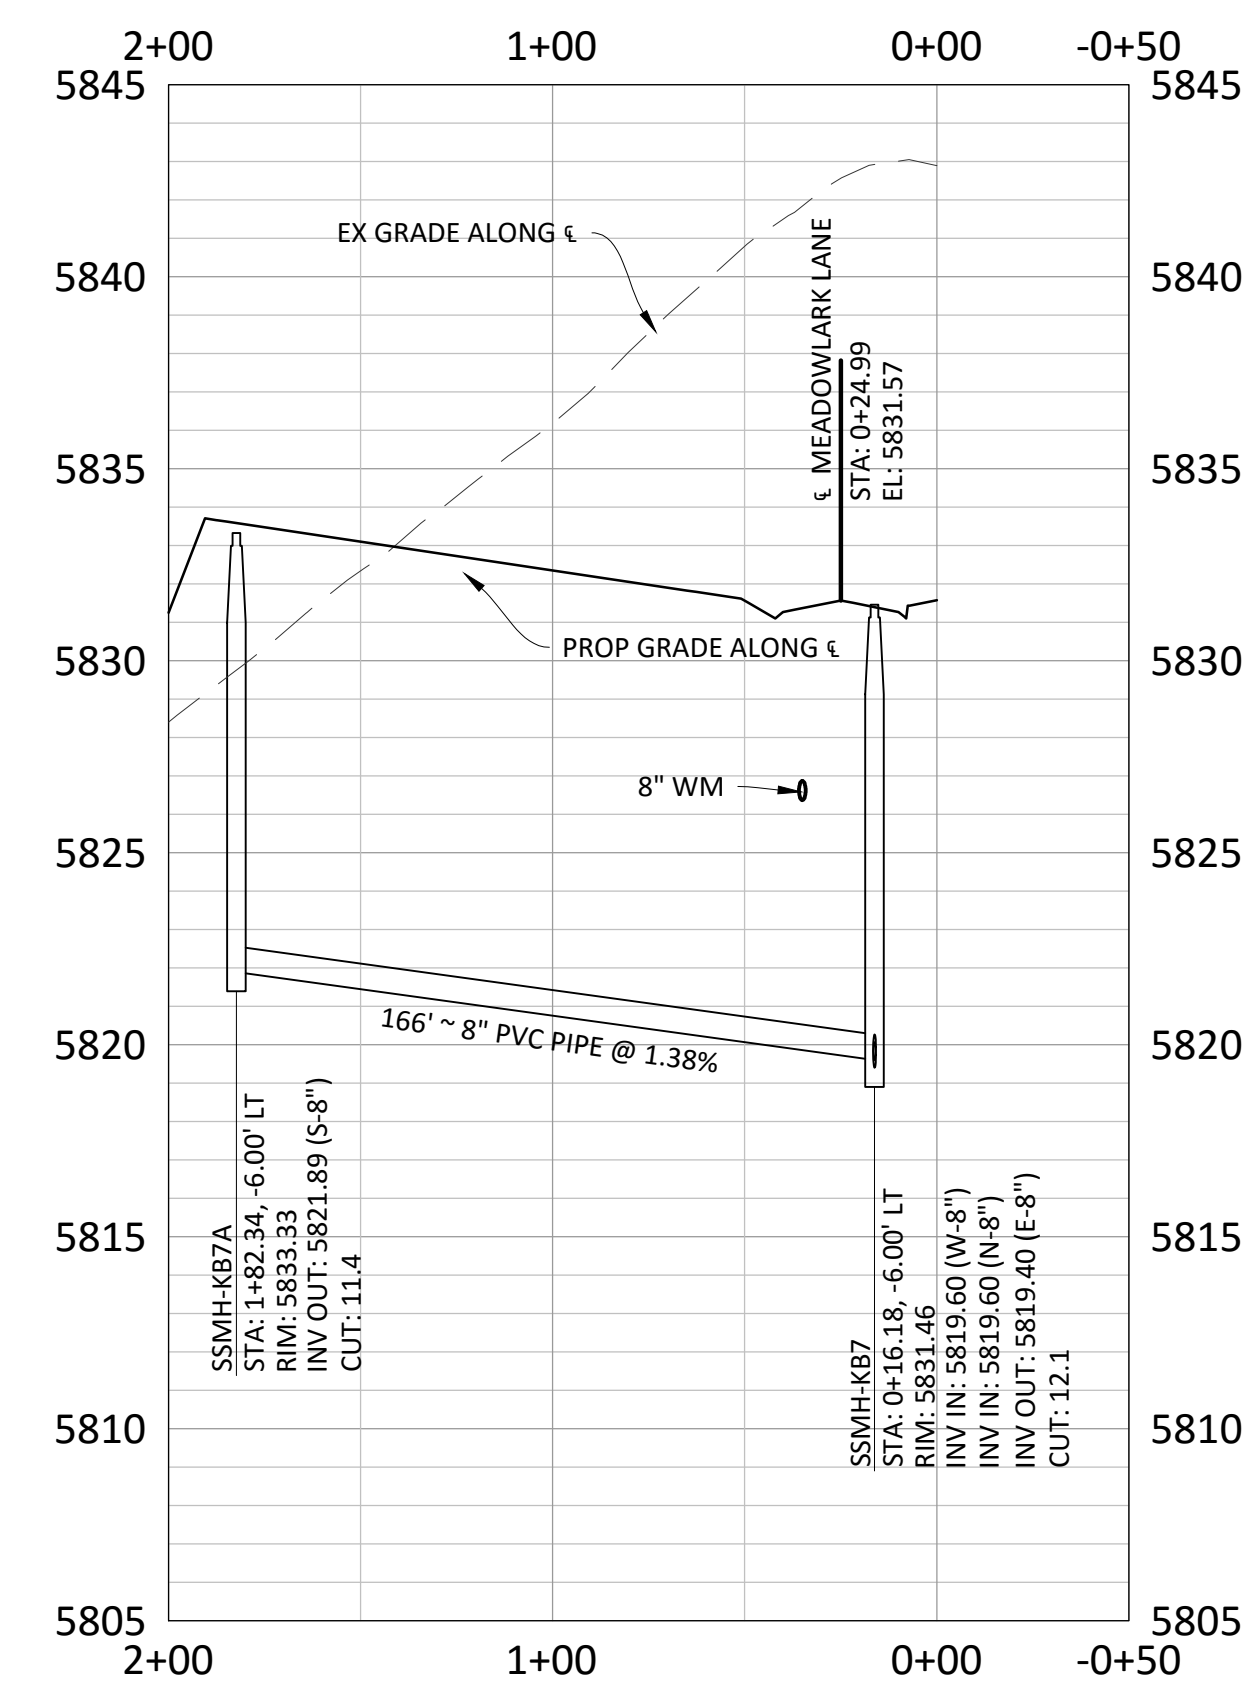 2+00 1+00 0+00 -0+50
5845 5845
EX GRADE ALONG ℄
5840 5840
℄ MEADOWLARK LANE
STA: 0+24.99
EL: 5831.57
5835 5835
PROP GRADE ALONG ℄
5830 5830
8" WM
5825 5825
166' ~ 8" PVC PIPE @ 1.38%
5820 5820
SSMH-KB7A
STA: 1+82.34, -6.00' LT
RIM: 5833.33
INV OUT: 5821.89 (S-8")
CUT: 11.4
5815 5815
SSMH-KB7
STA: 0+16.18, -6.00' LT
RIM: 5831.46
INV IN: 5819.60 (W-8")
INV IN: 5819.60 (N-8")
INV OUT: 5819.40 (E-8")
CUT: 12.1
5810 5810
5805 5805
2+00 1+00 0+00 -0+50